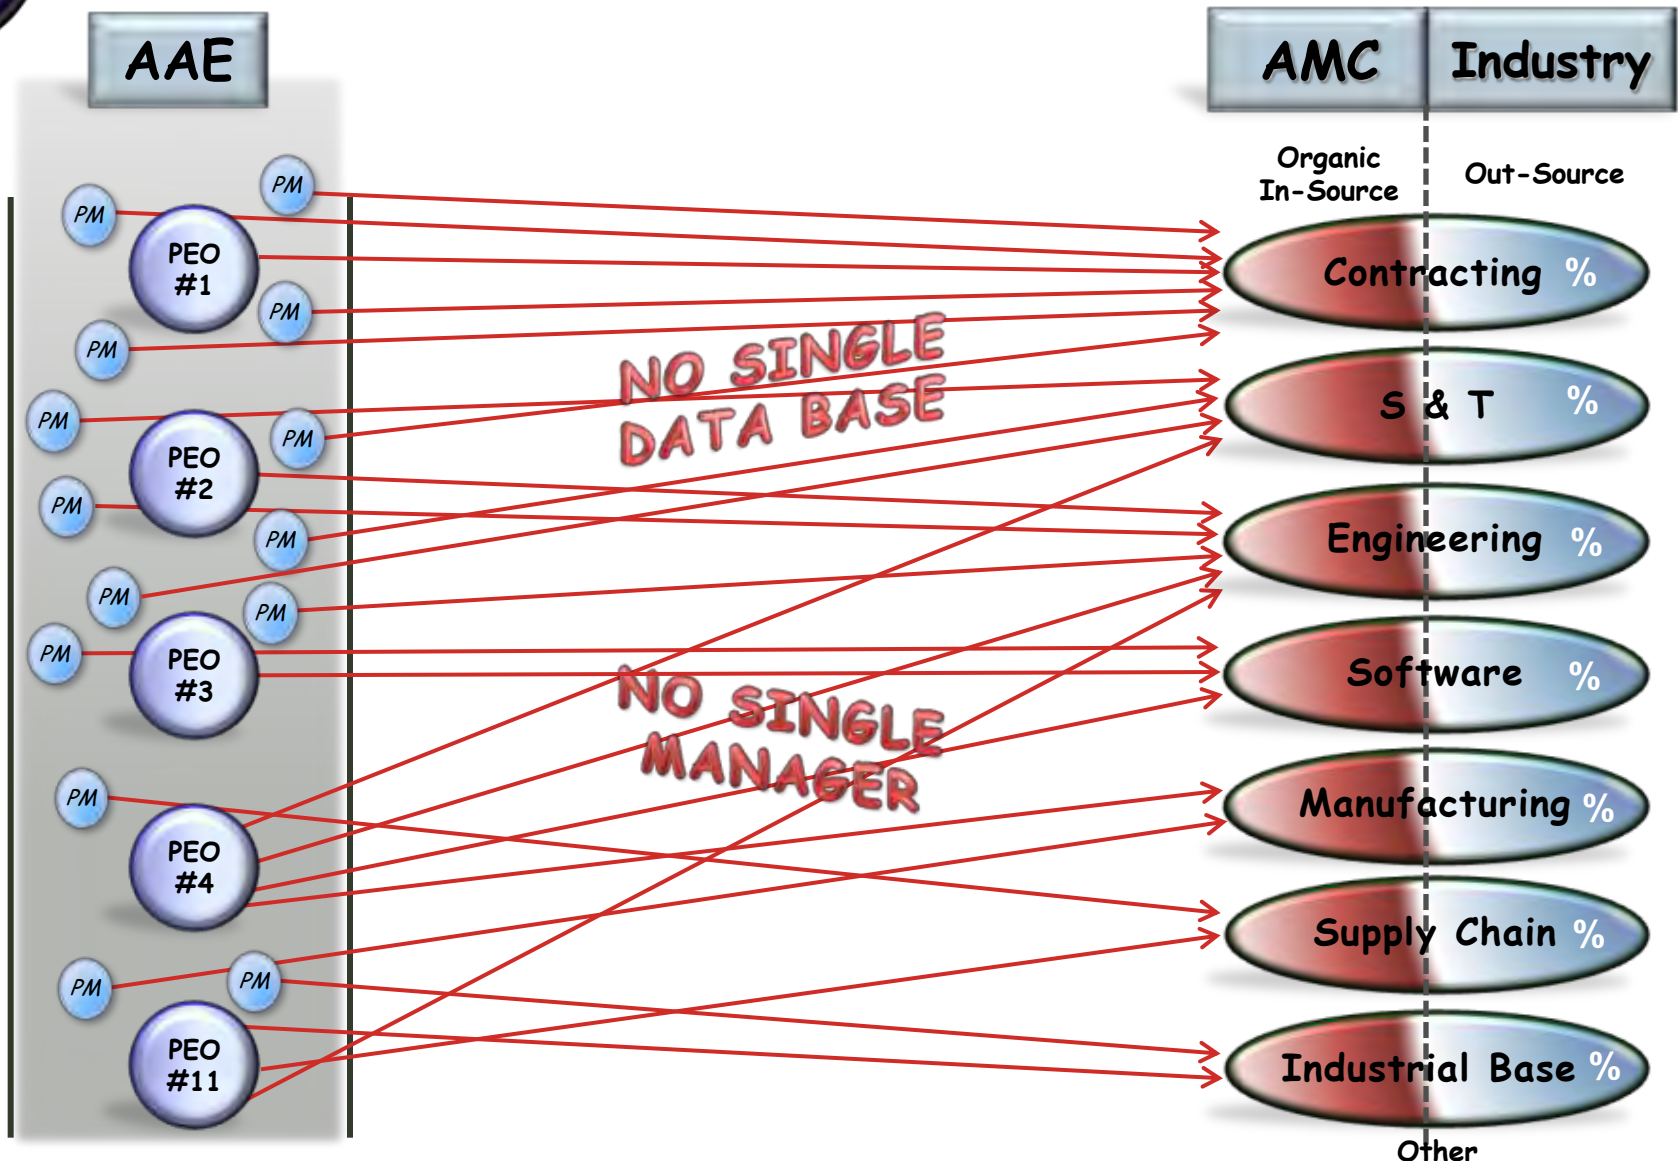 AAE
AMC
Industry
Organic
In-Source
Out-Source
PM
PM
PEO
#1
PM
PM
PM
PM
PEO
#2
PM
PM
PM
PM
PM
PEO
#3
PM
PEO
#4
PM
PM
PEO
#11
NO SINGLE
DATA BASE
NO SINGLE
MANAGER
Contracting %
S & T %
Engineering %
Software %
Manufacturing %
Supply Chain %
Industrial Base %
Other